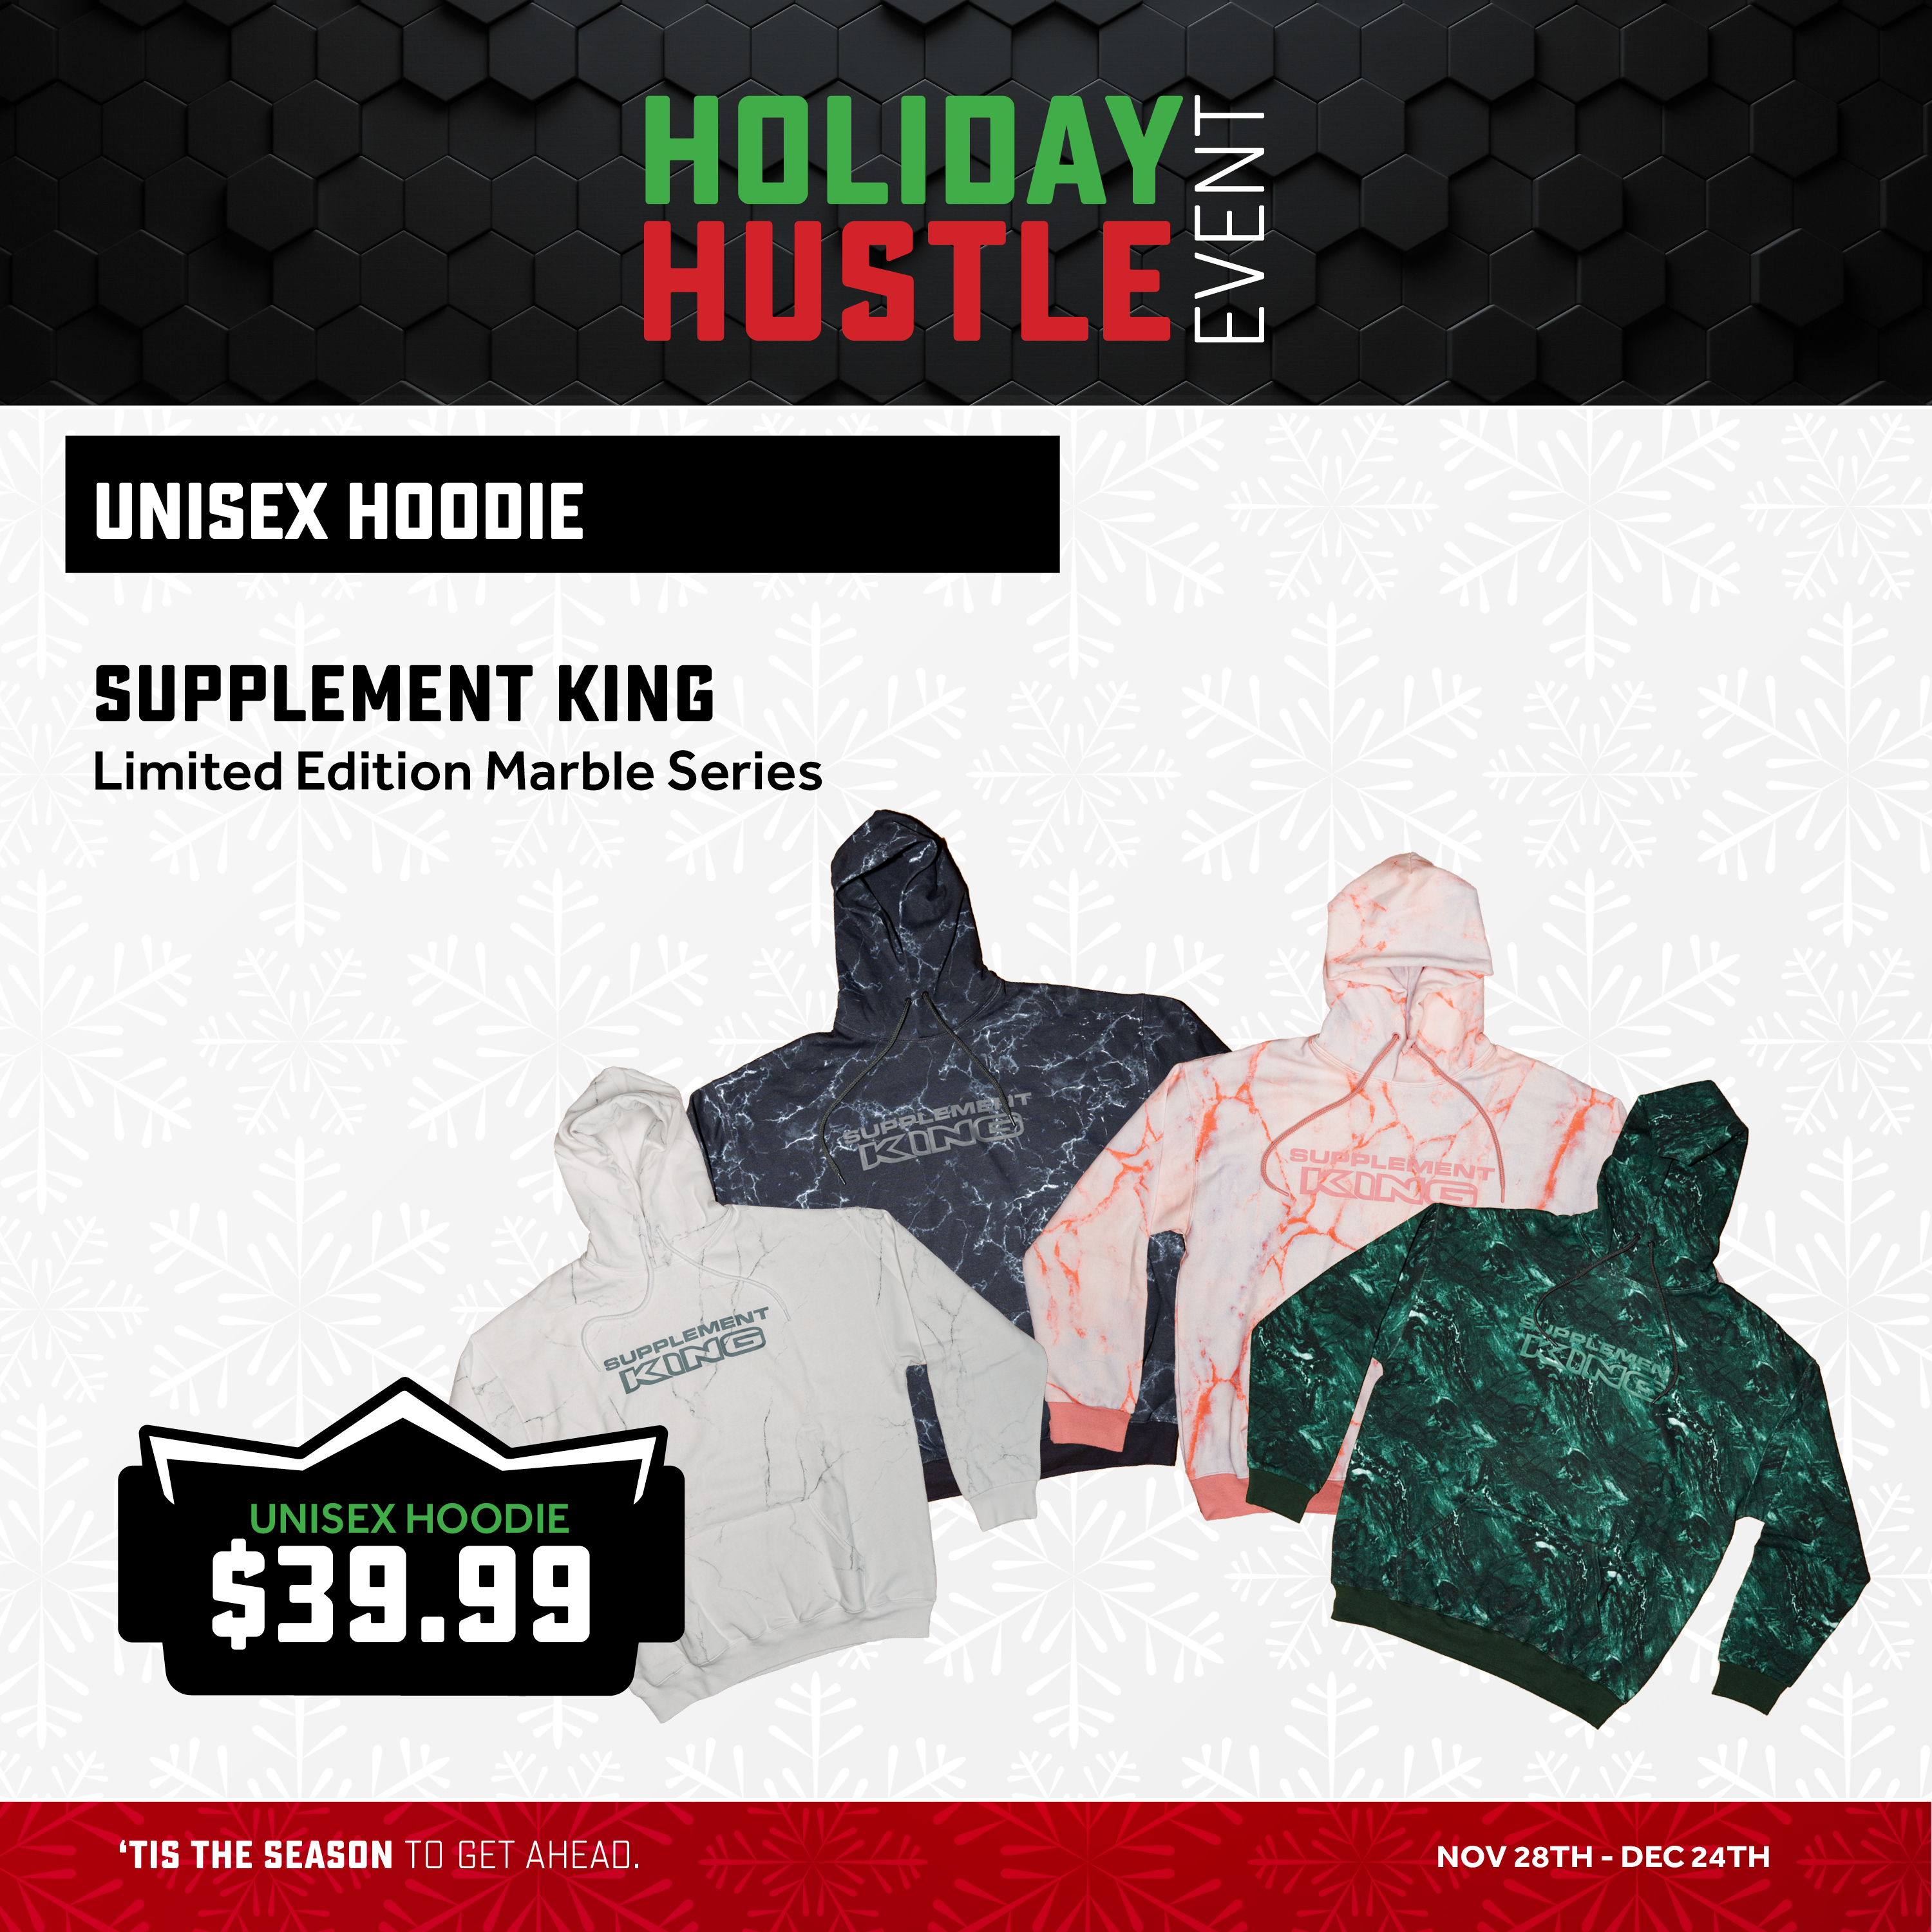 HOLIDAY
HUSTLE
EVENT
UNISEX HOODIE
SUPPLEMENT KING
Limited Edition Marble Series
SUPPLEMENT
KING
SUPPLEMENT
KING
SUPPLEMENT
KING
SUPPLEMEN
KING
UNISEX HOODIE
$39.99
‘TIS THE SEASON TO GET AHEAD.
NOV 28TH - DEC 24TH